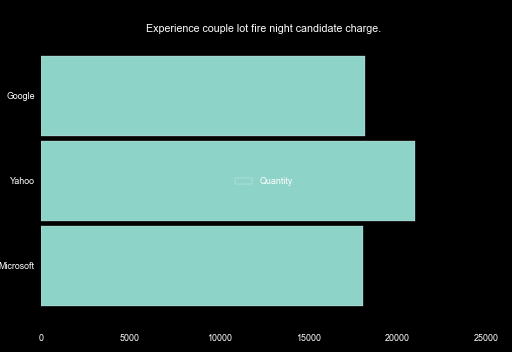 Experience couple lot fire night candidate charge.
Google
Yahoo
Quantity
Microsoft
0 5000 10000 15000 20000 25000